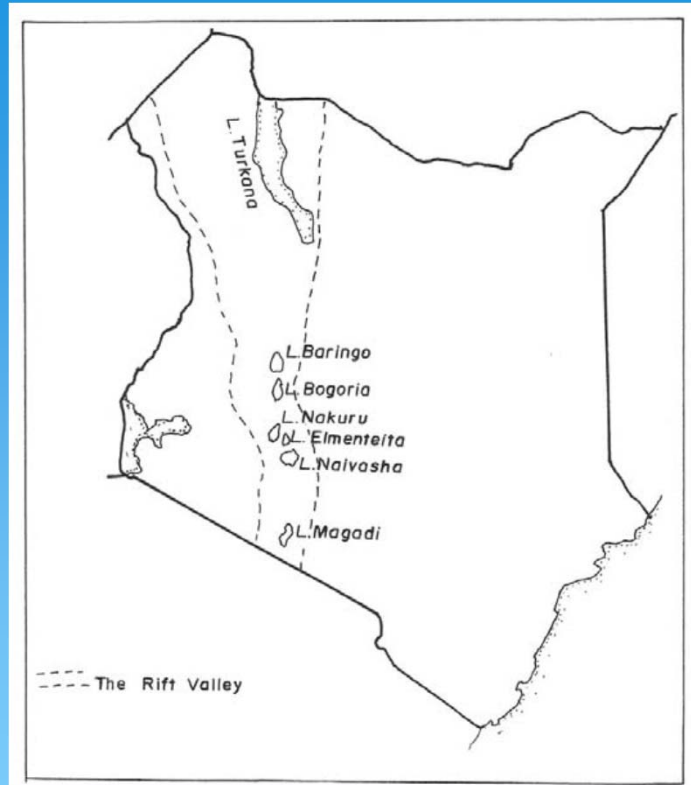 L.Turkana
L.Baringo
L.Bogoria
L.Nakuru
L.Elmenteita
L.Naivasha
L.Magadi
The Rift Valley